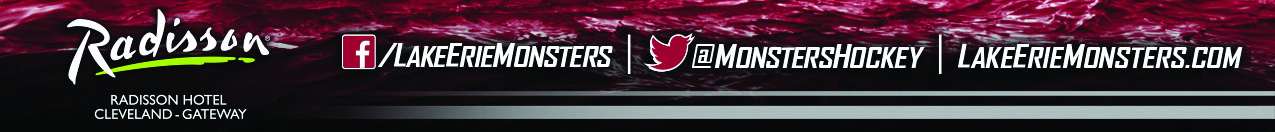 Radisson®
RADISSON HOTEL
CLEVELAND - GATEWAY
f/LAKEERIEMONSTERS | @MONSTERSHOCKEY | LAKEERIEMONSTERS.COM